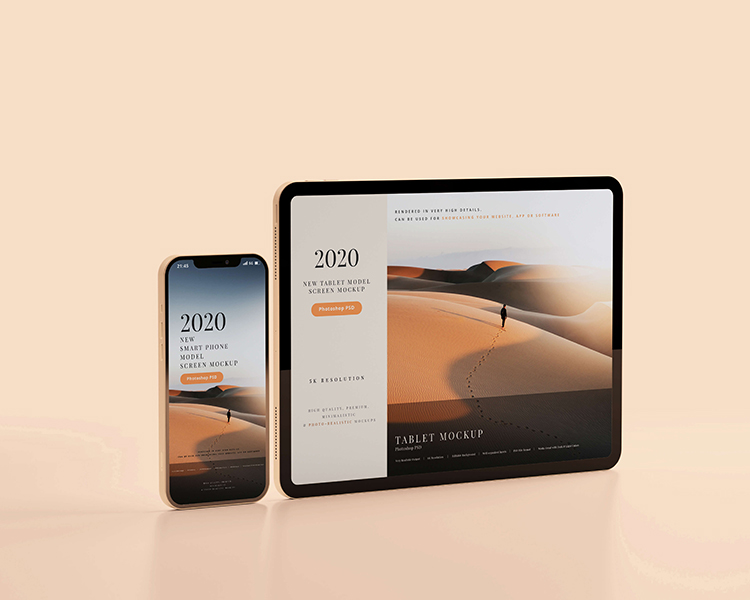 21:45
2020
NEW
SMART PHONE
MODEL
SCREEN MOCKUP
Photoshop PSD
2020
NEW TABLET MODEL
SCREEN MOCKUP
Photoshop PSD
5K RESOLUTION
HIGH QUALITY, PREMIUM
MINIMALISTIC
& PHOTO-REALISTIC MOCKUPS
RENDERED IN VERY HIGH DETAILS.
CAN BE USED FOR SHOWCASING YOUR WEBSITE, APP OR SOFTWARE
TABLET MOCKUP
Photoshop PSD